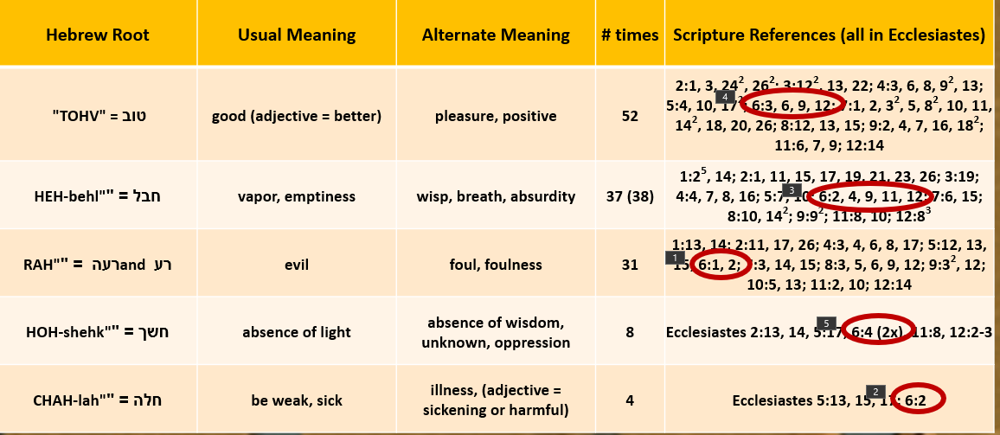 Hebrew Root
Usual Meaning
Alternate Meaning
# times
Scripture References (all in Ecclesiastes)
"TOHV" = טוב
good (adjective = better)
pleasure, positive
52
2:1, 3, 24², 26²; 3:12², 13, 22; 4:3, 6, 8, 9², 13;
5:4, 10, 17²; 6:3, 6, 9, 12; 7:1, 2, 3², 5, 8², 10, 11,
14², 18, 20, 26; 8:12, 13, 15; 9:2, 4, 7, 16, 18²;
11:6, 7, 9; 12:14
4
HEH-behl"" = חבל
vapor, emptiness
wisp, breath, absurdity
37 (38)
1:2⁵, 14; 2:1, 11, 15, 17, 19, 21, 23, 26; 3:19;
4:4, 7, 8, 16; 5:7, 10; 6:2, 4, 9, 11, 12; 7:6, 15;
8:10, 14²; 9:9²; 11:8, 10; 12:8³
3
RAH"" = רעהand רע
evil
foul, foulness
31
1:13, 14; 2:11, 17, 26; 4:3, 4, 6, 8, 17; 5:12, 13,
15, 6:1, 2; 7:3, 14, 15; 8:3, 5, 6, 9, 12; 9:3², 12;
10:5, 13; 11:2, 10; 12:14
1
HOH-shehk"" = חשך
absence of light
absence of wisdom,
unknown, oppression
8
Ecclesiastes 2:13, 14, 5:17, 6:4 (2x), 11:8, 12:2-3
5
CHAH-lah"" = חלה
be weak, sick
illness, (adjective =
sickening or harmful)
4
Ecclesiastes 5:13, 15, 17; 6:2
2